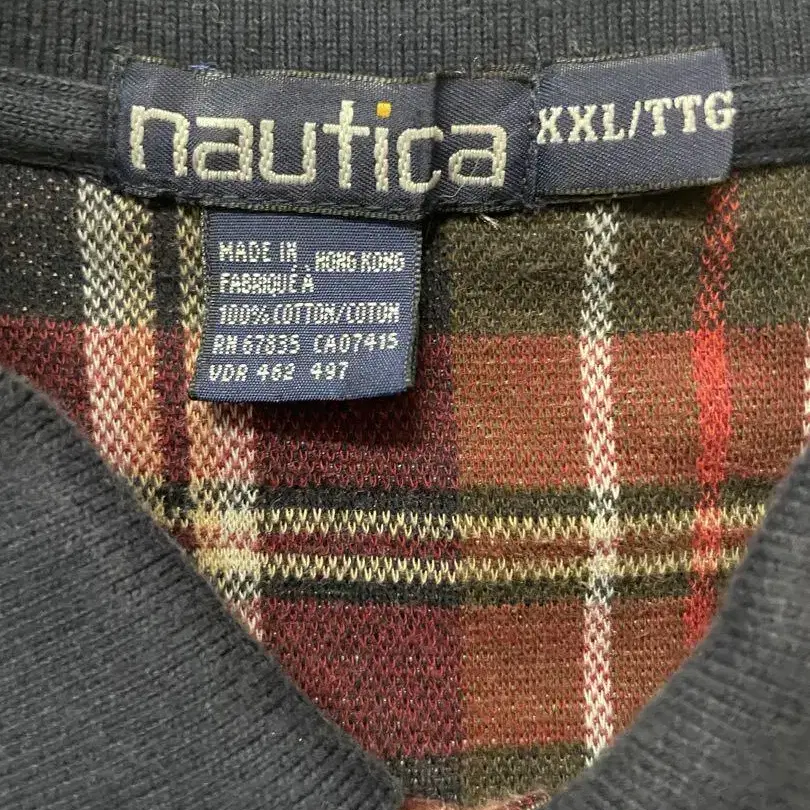 nautica
XXL/TTG
MADE IN HONG KONG
FABRIQUÉ À
100% COTTON/COTON
RN 67835 CA07415
VDR 462 497